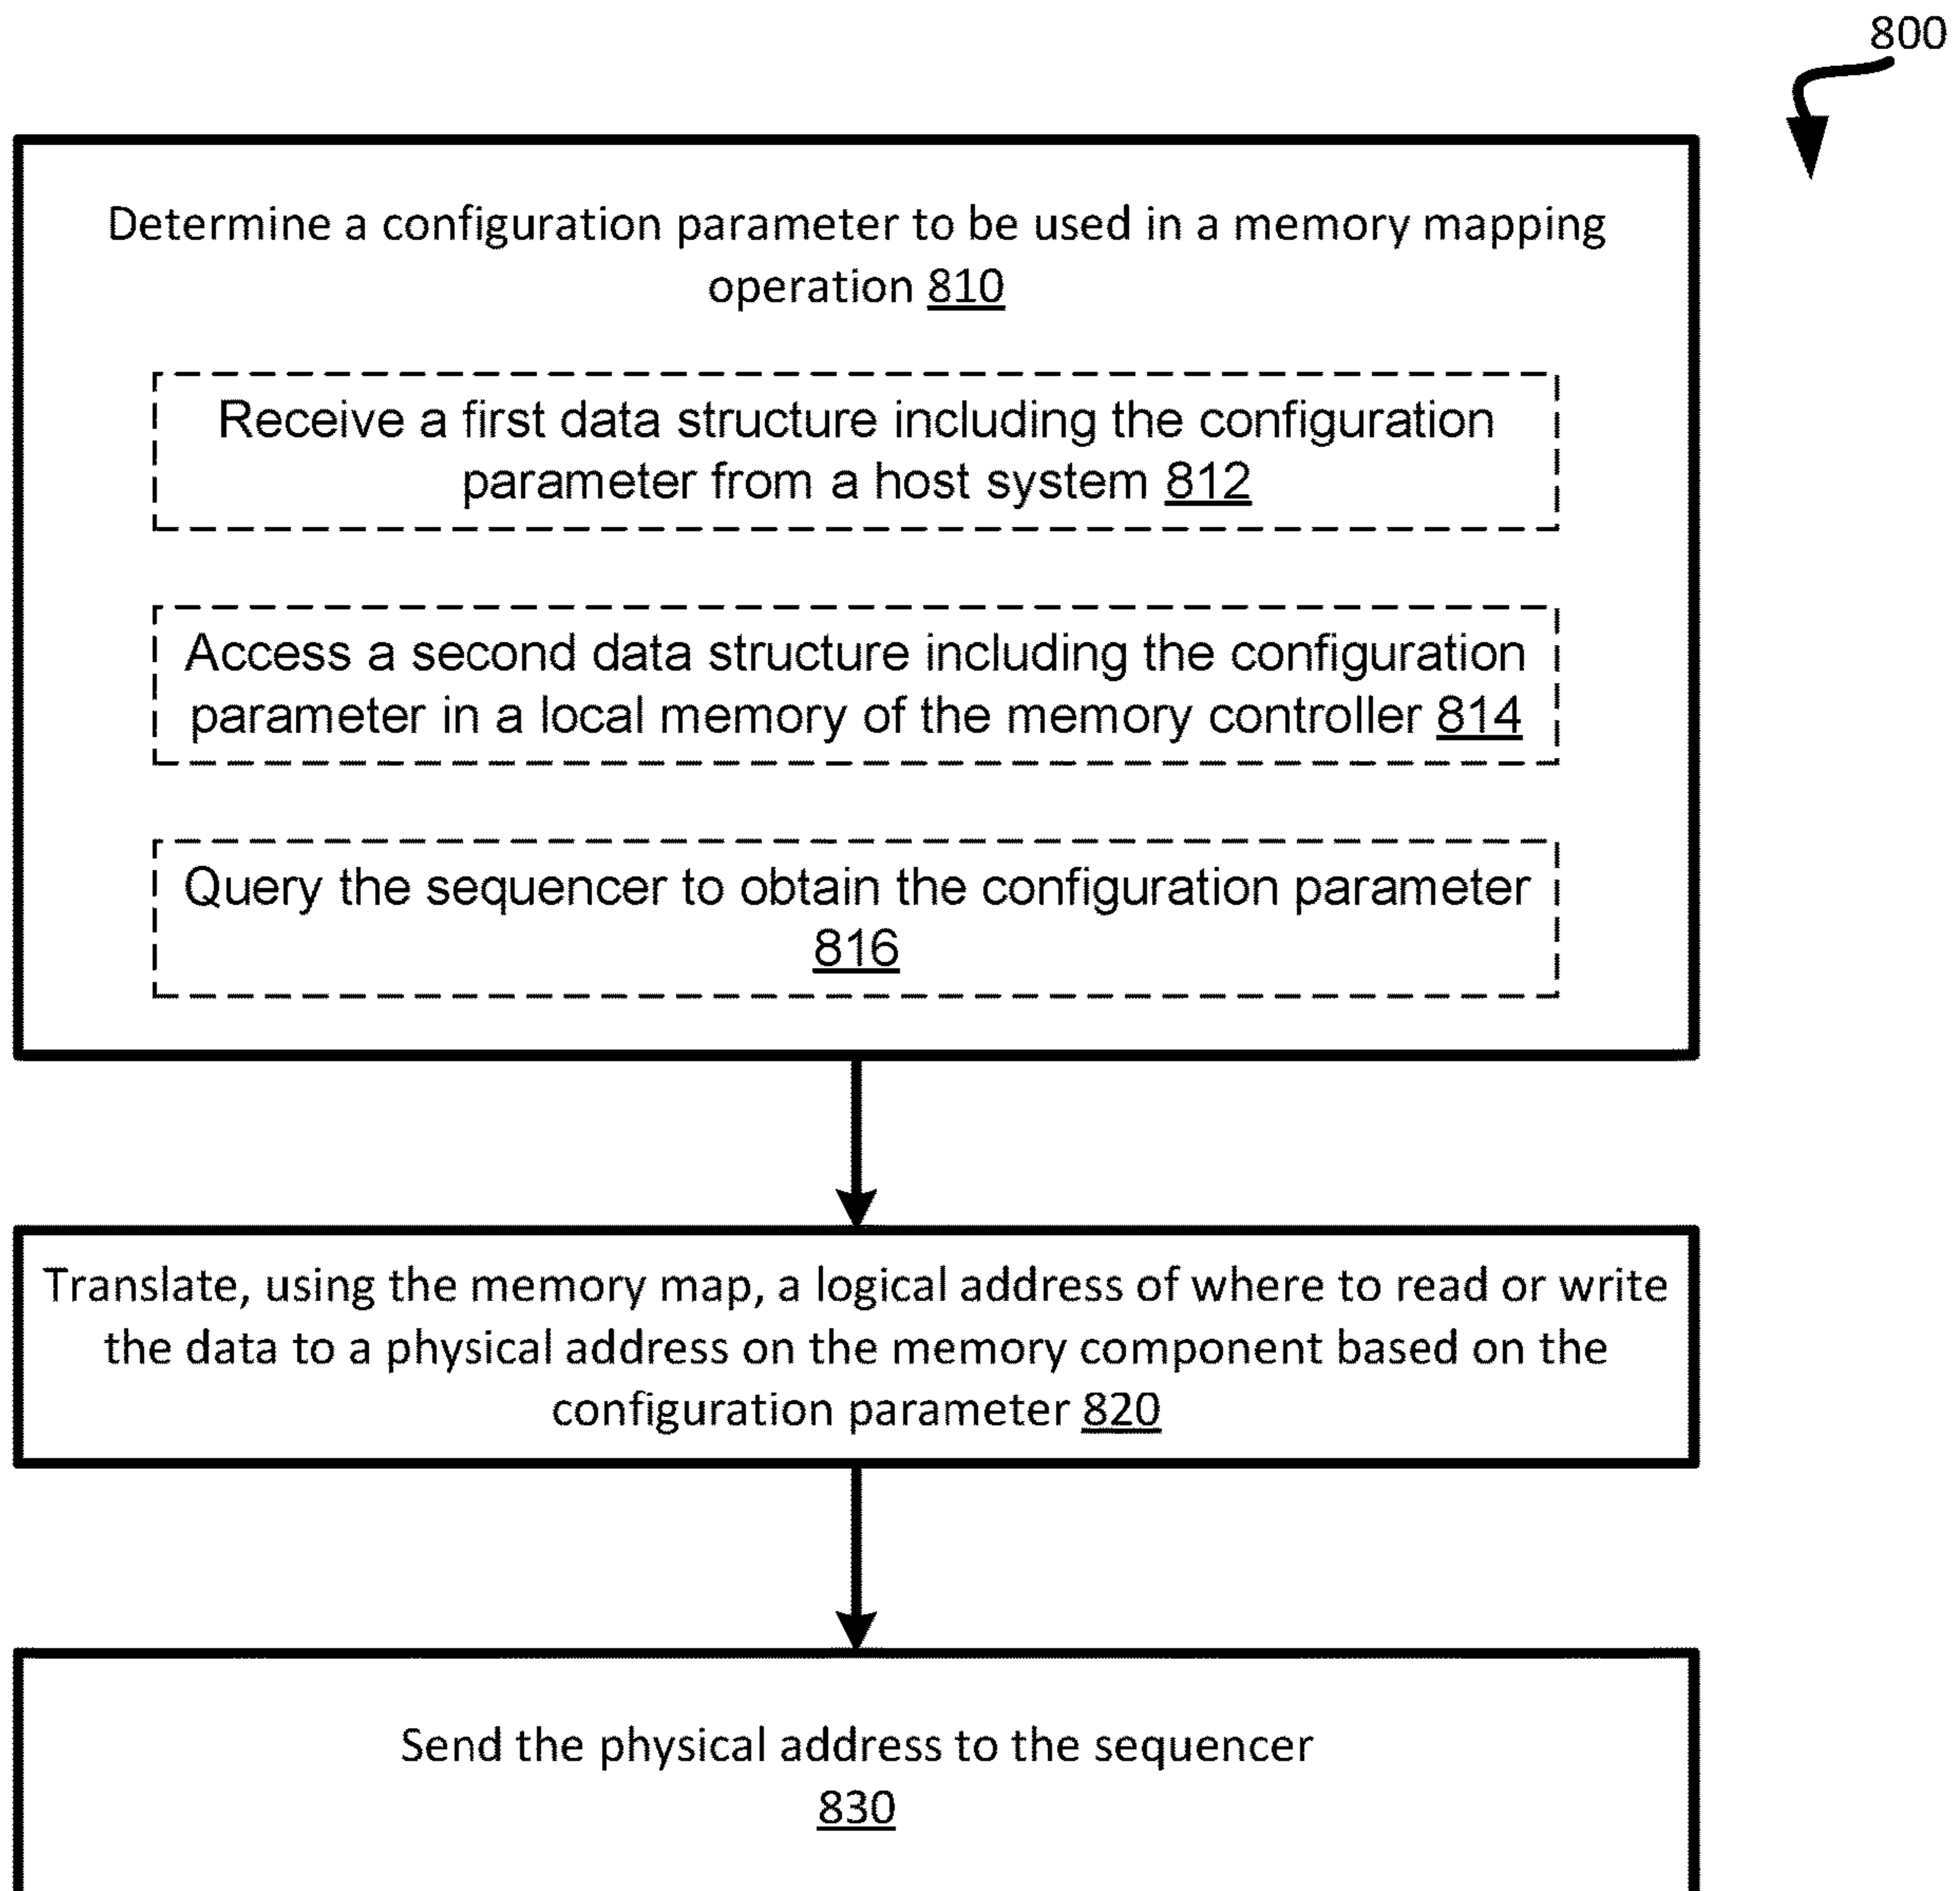 800
Determine a configuration parameter to be used in a memory mapping
operation 810
Receive a first data structure including the configuration
parameter from a host system 812
Access a second data structure including the configuration
parameter in a local memory of the memory controller 814
Query the sequencer to obtain the configuration parameter
816
Translate, using the memory map, a logical address of where to read or write
the data to a physical address on the memory component based on the
configuration parameter 820
Send the physical address to the sequencer
830